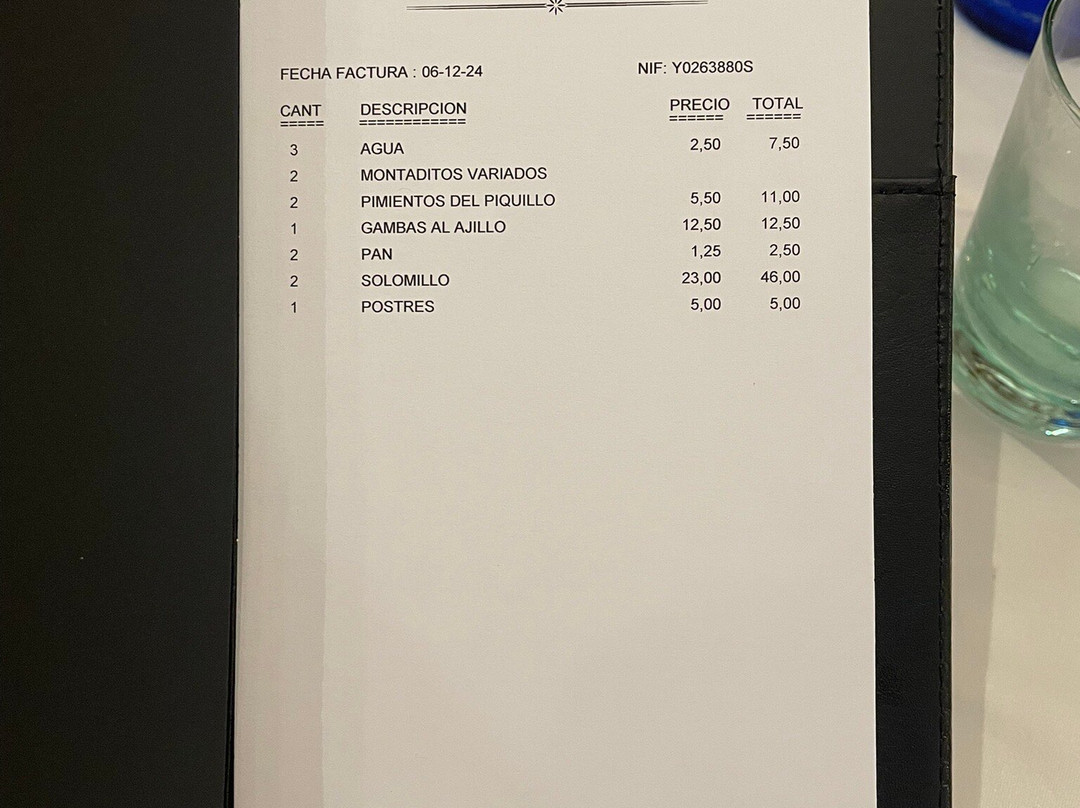 FECHA FACTURA : 06-12-24 NIF: Y0263880S
CANT DESCRIPCION PRECIO TOTAL
===== ============ ====== ======
3 AGUA 2,50 7,50
2 MONTADITOS VARIADOS
2 PIMIENTOS DEL PIQUILLO 5,50 11,00
1 GAMBAS AL AJILLO 12,50 12,50
2 PAN 1,25 2,50
2 SOLOMILLO 23,00 46,00
1 POSTRES 5,00 5,00